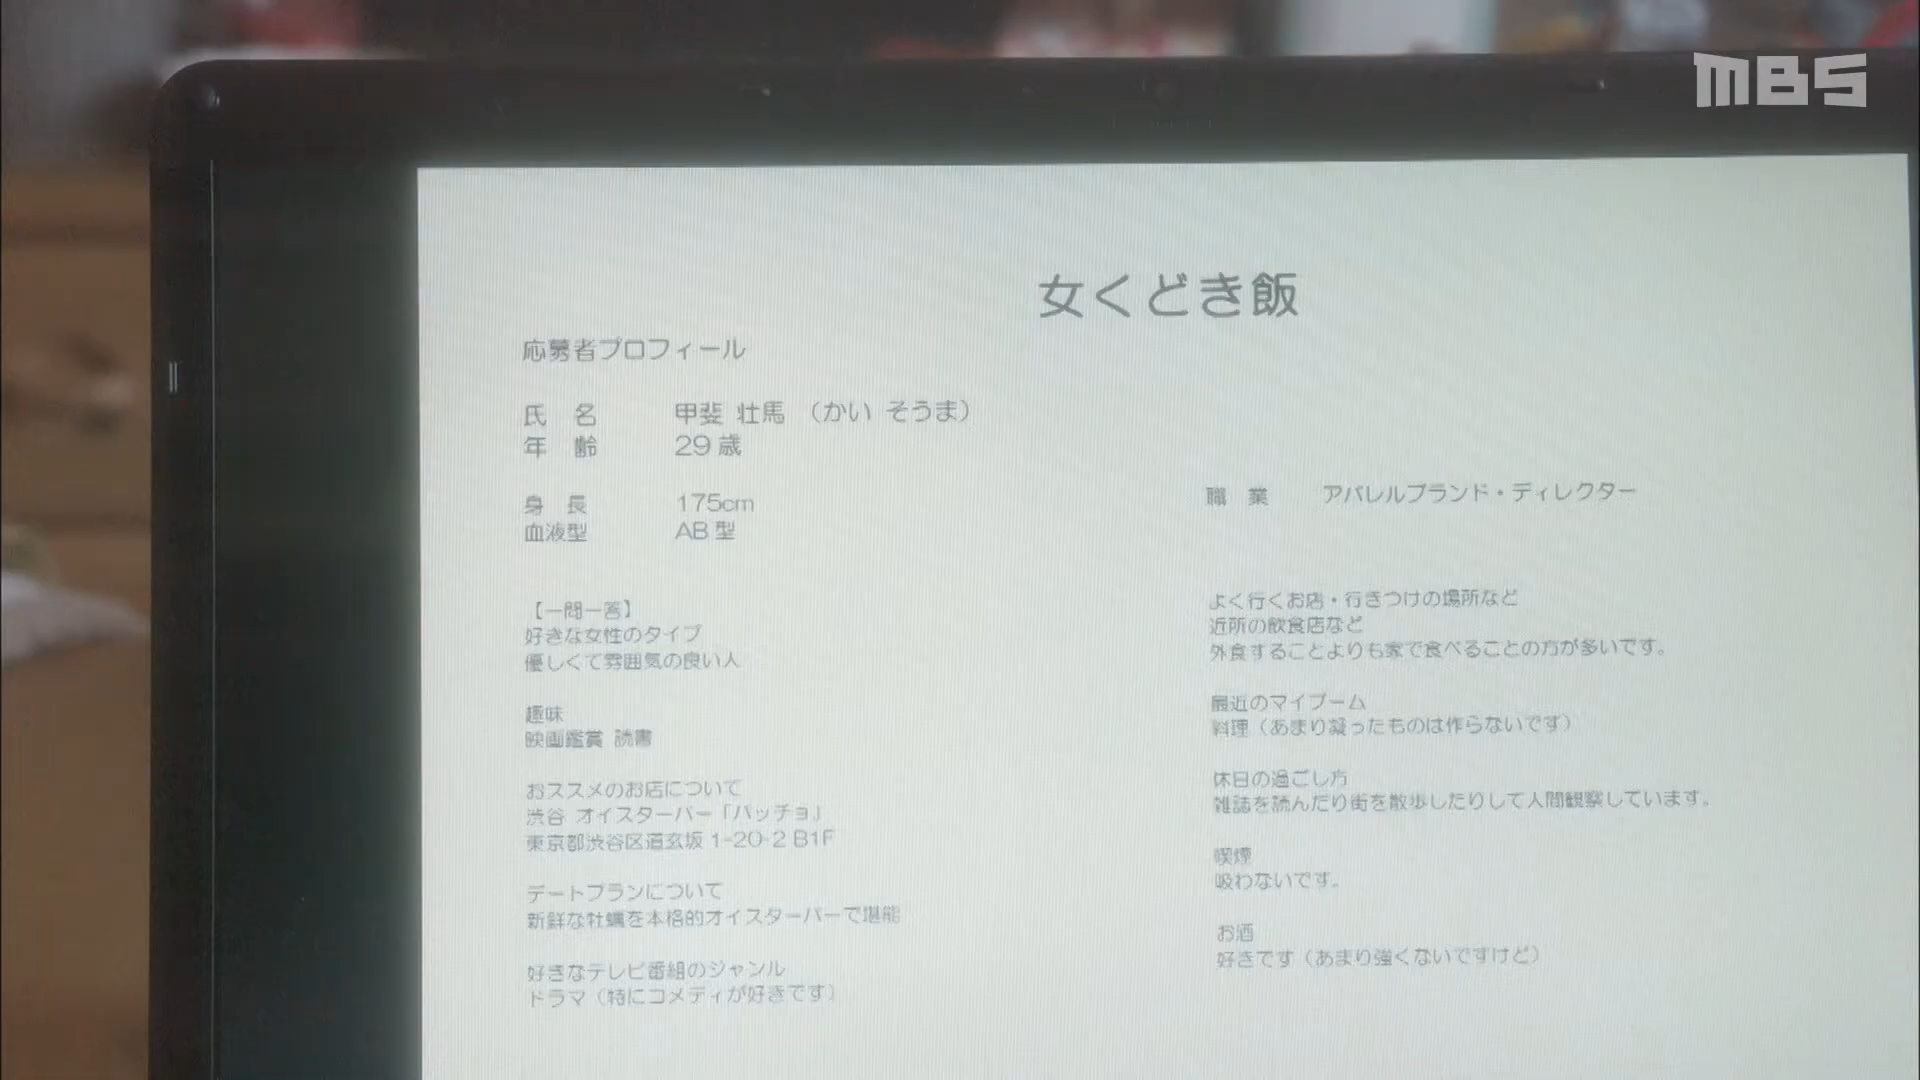 MBS
女くどき飯
応募者プロフィール
氏 名 甲斐 壮馬 （かい そうま）
年 齢 29歳
身 長 175cm
血液型 AB型
【一問一答】
好きな女性のタイプ
優しくて雰囲気の良い人
趣味
映画鑑賞 読書
おススメのお店について
渋谷 オイスターバー「バッチョ」
東京都渋谷区道玄坂 1-20-2 B1F
デートプランについて
新鮮な牡蠣を本格的オイスターバーで堪能
好きなテレビ番組のジャンル
ドラマ（特にコメディが好きです）
職 業 アパレルブランド・ディレクター
よく行くお店・行きつけの場所など
近所の飲食店など
外食することよりも家で食べることの方が多いです。
最近のマイブーム
料理（あまり凝ったものは作らないです）
休日の過ごし方
雑誌を読んだり街を散歩したりして人間観察しています。
喫煙
吸わないです。
お酒
好きです（あまり強くないですけど）